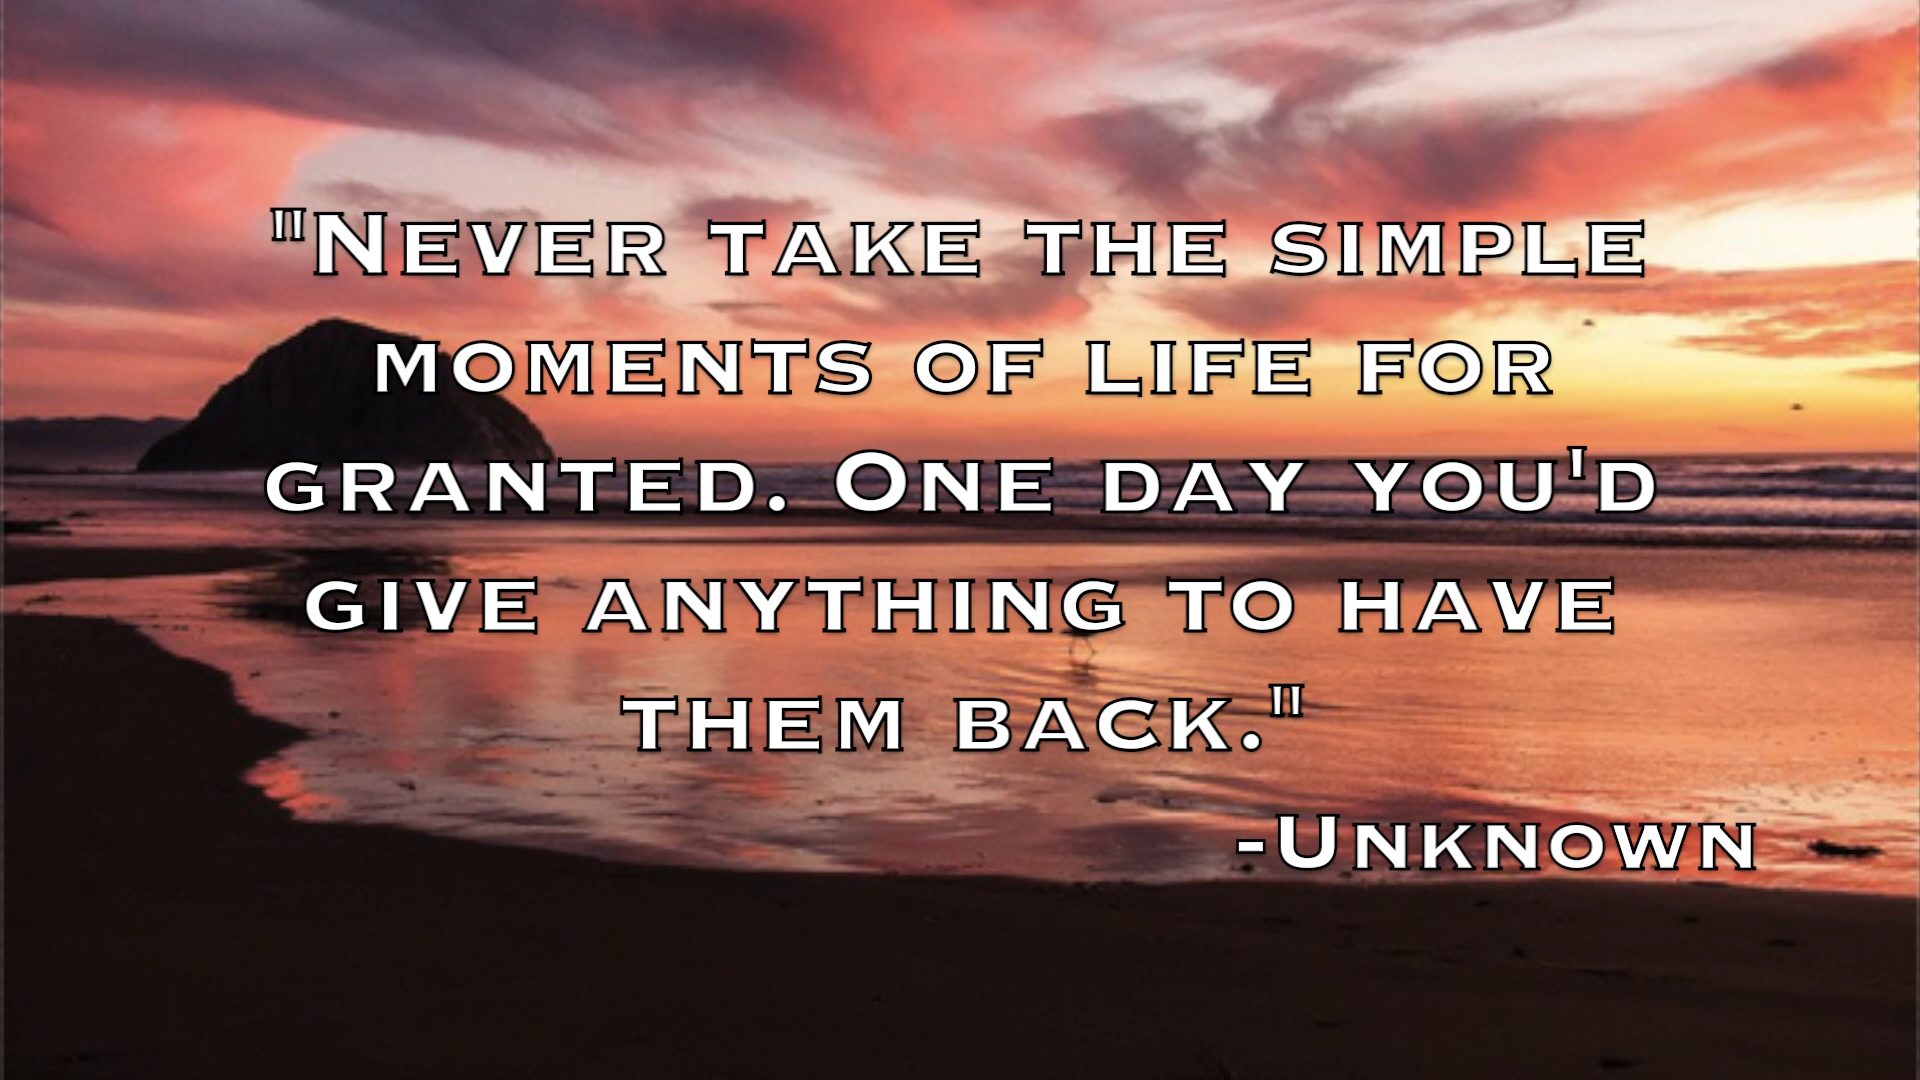 "Never take the simple
moments of life for
granted. One day you'd
give anything to have
them back."
-Unknown